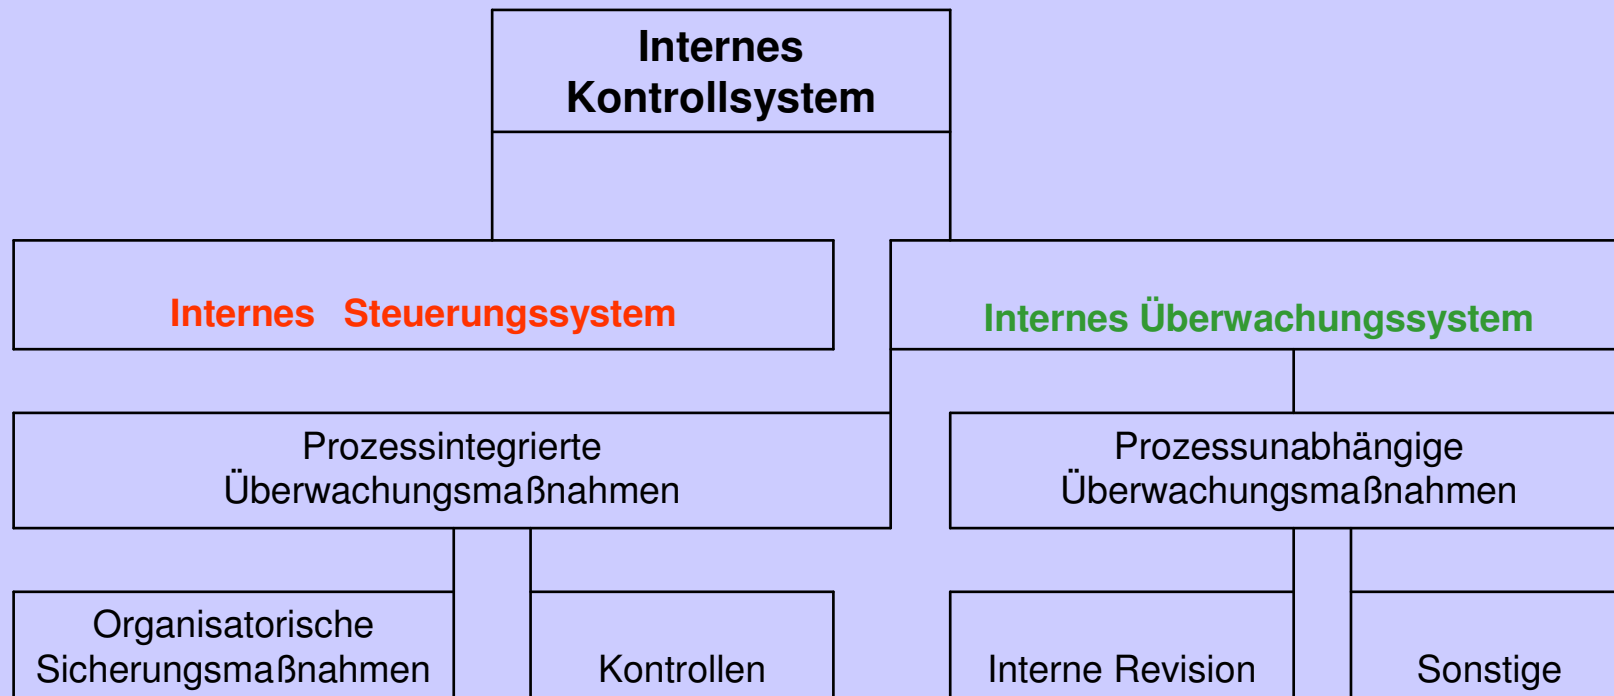 Internes
Kontrollsystem
Internes Steuerungssystem
Internes Überwachungssystem
Prozessintegrierte
Überwachungsmaßnahmen
Prozessunabhängige
Überwachungsmaßnahmen
Organisatorische
Sicherungsmaßnahmen
Kontrollen
Interne Revision
Sonstige